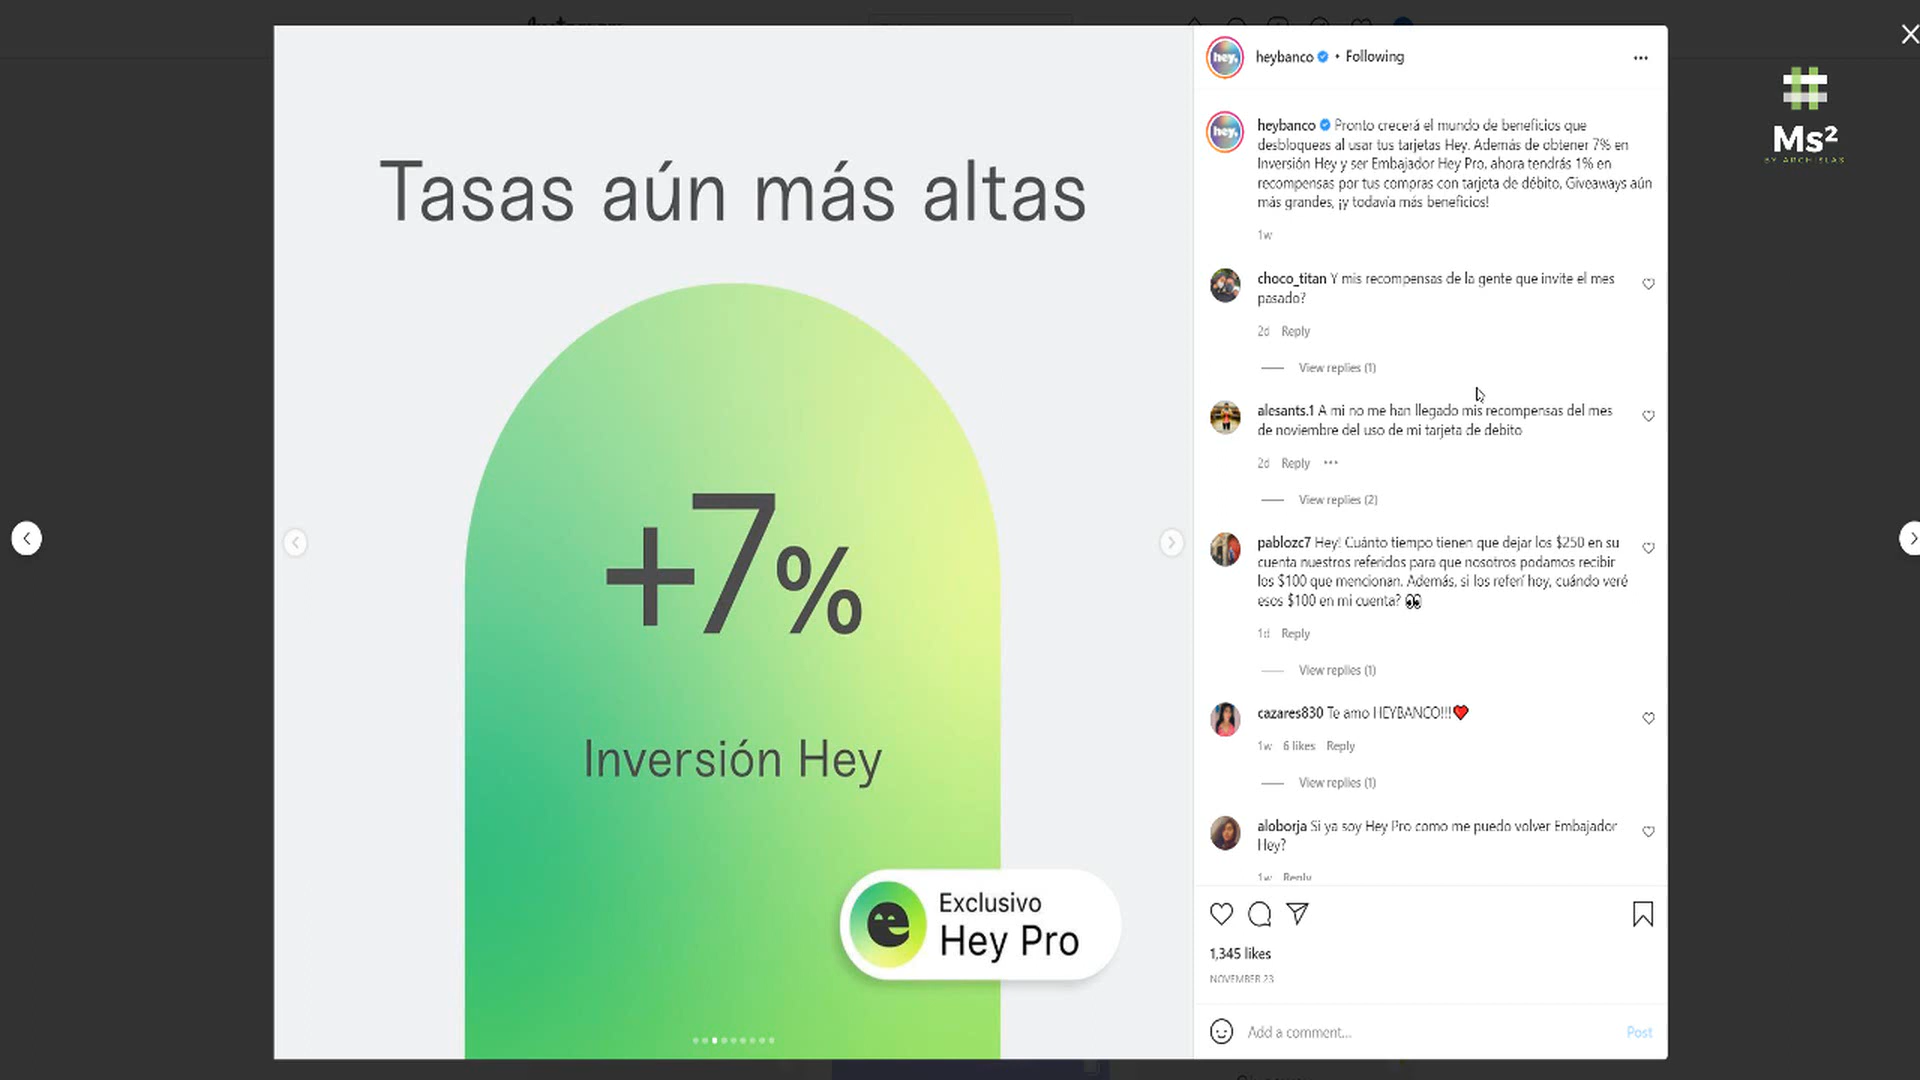 Tasas aún más altas
+7%
Inversión Hey
Exclusivo
Hey Pro
hey,
heybanco • Following
hey,
heybanco Pronto crecerá el mundo de beneficios que
desbloqueas al usar tus tarjetas Hey. Además de obtener 7% en
Inversión Hey y ser Embajador Hey Pro, ahora tendrás 1% en
recompensas por tus compras con tarjeta de débito, Giveaways aún
más grandes, ¡y todavía más beneficios!
1w
choco_titan Y mis recompensas de la gente que invite el mes
pasado?
2d Reply
View replies (1)
alesants.1 A mi no me han llegado mis recompensas del mes
de noviembre del uso de mi tarjeta de debito
2d Reply •••
View replies (2)
pablozc7 Hey! Cuánto tiempo tienen que dejar los $250 en su
cuenta nuestros referidos para que nosotros podamos recibir
los $100 que mencionan. Además, si los referí hoy, cuándo veré
esos $100 en mi cuenta? 👀
1d Reply
View replies (1)
cazares830 Te amo HEYBANCO!!!❤️
1w 6 likes Reply
View replies (1)
aloborja Si ya soy Hey Pro como me puedo volver Embajador
Hey?
1w Reply
1,345 likes
NOVEMBER 23
Add a comment... Post
Ms²
BY ARCHISLAS